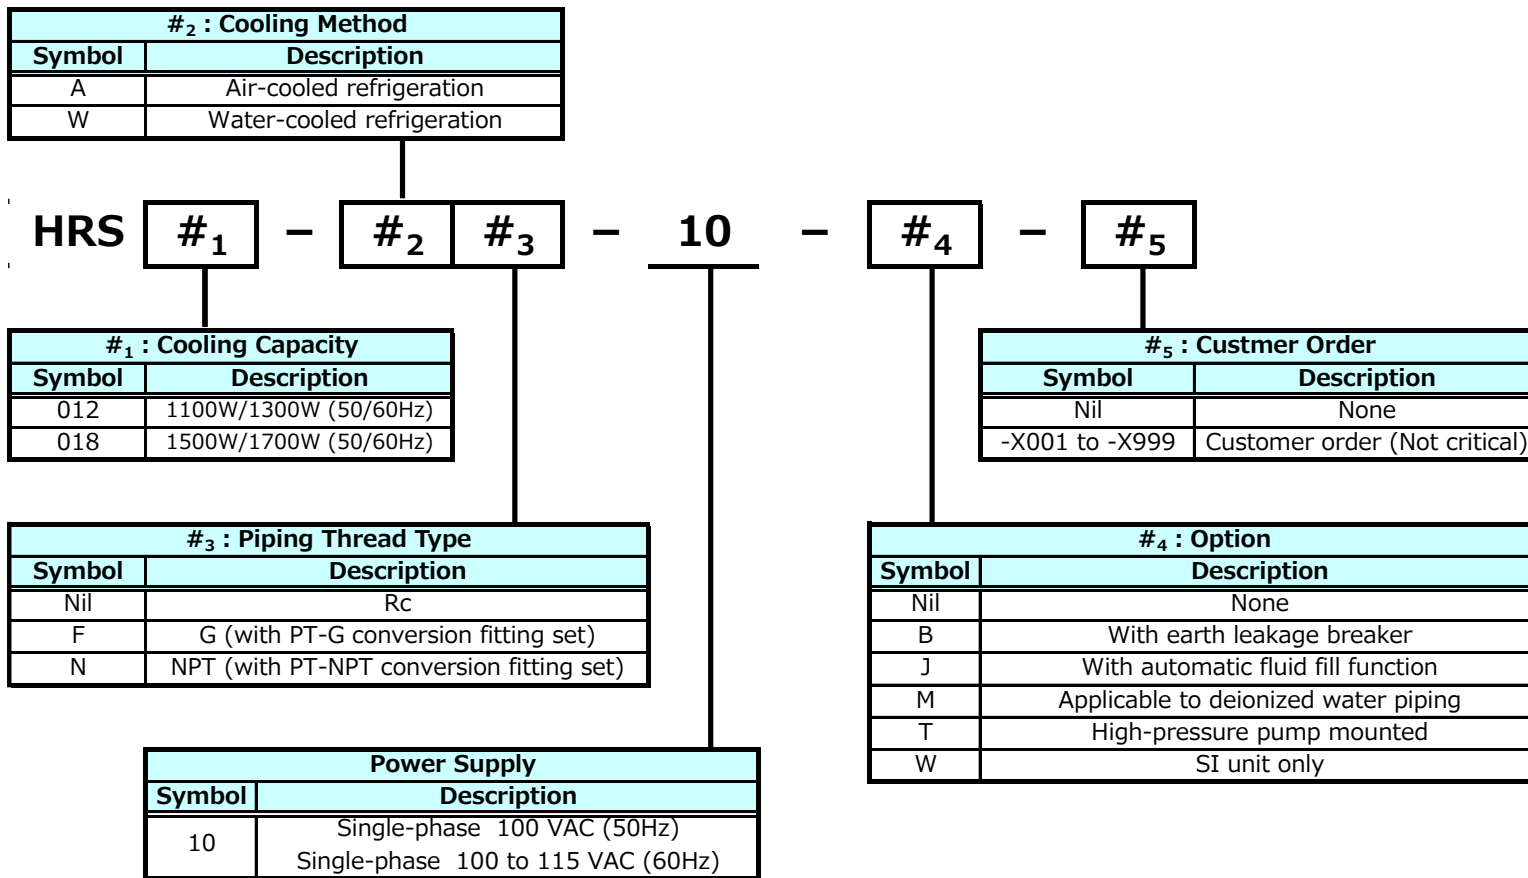 #2 : Cooling Method
Symbol Description
A Air-cooled refrigeration
W Water-cooled refrigeration
HRS #1 – #2 #3 – 10 – #4 – #5
#1 : Cooling Capacity
Symbol Description
012 1100W/1300W (50/60Hz)
018 1500W/1700W (50/60Hz)
#5 : Custmer Order
Symbol Description
Nil None
-X001 to -X999 Customer order (Not critical)
#3 : Piping Thread Type
Symbol Description
Nil Rc
F G (with PT-G conversion fitting set)
N NPT (with PT-NPT conversion fitting set)
#4 : Option
Symbol Description
Nil None
B With earth leakage breaker
J With automatic fluid fill function
M Applicable to deionized water piping
T High-pressure pump mounted
W SI unit only
Power Supply
Symbol Description
10 Single-phase 100 VAC (50Hz)
Single-phase 100 to 115 VAC (60Hz)